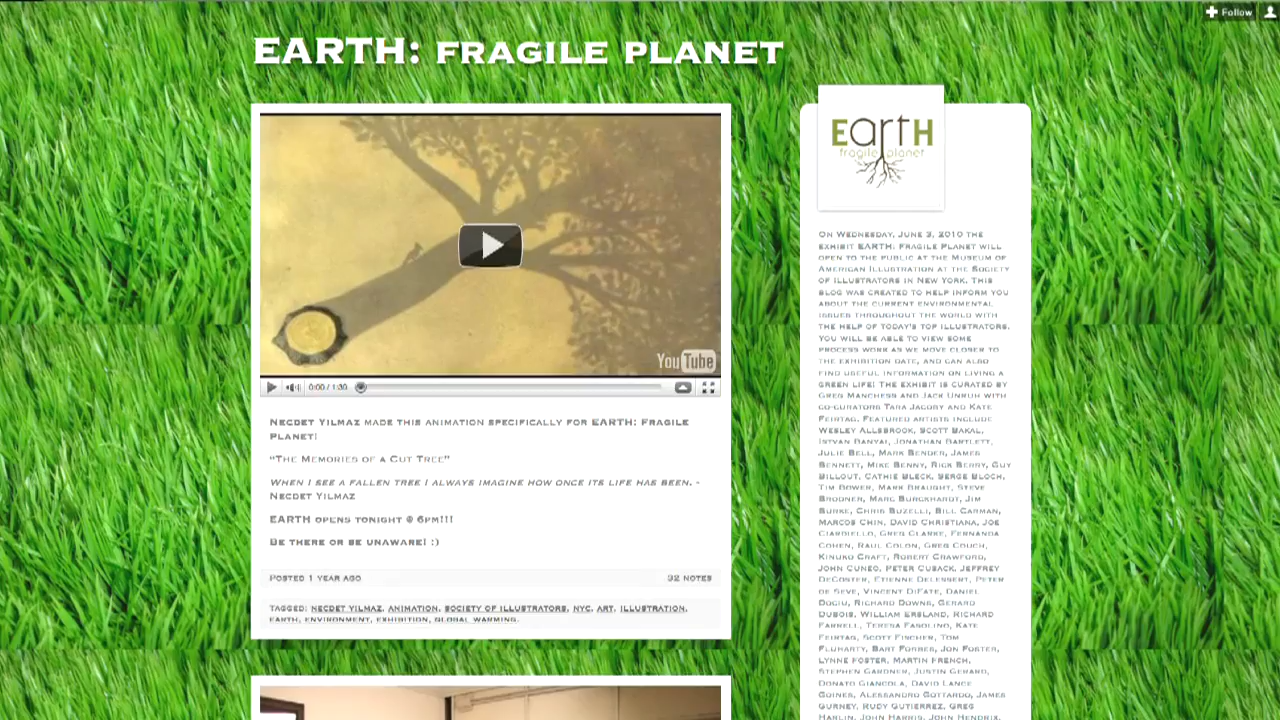 Follow
EARTH: FRAGILE PLANET
YouTube
0:00 / 1:30
NECDET YILMAZ MADE THIS ANIMATION SPECIFICALLY FOR EARTH: FRAGILE
PLANET!
“THE MEMORIES OF A CUT TREE”
WHEN I SEE A FALLEN TREE I ALWAYS IMAGINE HOW ONCE ITS LIFE HAS BEEN. -
NECDET YILMAZ
EARTH OPENS TONIGHT @ 6PM!!!
BE THERE OR BE UNAWARE! :)
POSTED 1 YEAR AGO
32 NOTES
TAGGED: NECDET YILMAZ, ANIMATION, SOCIETY OF ILLUSTRATORS, NYC, ART, ILLUSTRATION,
EARTH, ENVIRONMENT, EXHIBITION, GLOBAL WARMING.
EarTH
fragile planet
ON WEDNESDAY, JUNE 3, 2010 THE
EXHIBIT EARTH: FRAGILE PLANET WILL
OPEN TO THE PUBLIC AT THE MUSEUM OF
AMERICAN ILLUSTRATION AT THE SOCIETY
OF ILLUSTRATORS IN NEW YORK. THIS
BLOG WAS CREATED TO HELP INFORM YOU
ABOUT THE CURRENT ENVIRONMENTAL
ISSUES THROUGHOUT THE WORLD WITH
THE HELP OF TODAY'S TOP ILLUSTRATORS.
YOU WILL BE ABLE TO VIEW SOME
PROCESS WORK AS WE MOVE CLOSER TO
THE EXHIBITION DATE, AND CAN ALSO
FIND USEFUL INFORMATION ON LIVING A
GREEN LIFE! THE EXHIBIT IS CURATED BY
GREG MANCHESS AND JACK UNRUH WITH
CO-CURATORS TARA JACOBY AND KATE
FEIRTAG. FEATURED ARTISTS INCLUDE
WESLEY ALLSBROOK, SCOTT BAKAL,
ISTVAN BANYAI, JONATHAN BARTLETT,
JULIE BELL, MARK BENDER, JAMES
BENNETT, MIKE BENNY, RICK BERRY, GUY
BILLOUT, CATHIE BLECK, SERGE BLOCH,
TIM BOWER, MARK BRAUGHT, STEVE
BRODNER, MARC BURCKHARDT, JIM
BURKE, CHRIS BUZELLI, BILL CARMAN,
MARCOS CHIN, DAVID CHRISTIANA, JOE
CIARDIELLO, GREG CLARKE, FERNANDA
COHEN, RAUL COLON, GREG COUCH,
KINUKO CRAFT, ROBERT CRAWFORD,
JOHN CUNEO, PETER CUSACK, JEFFREY
DECOSTER, ETIENNE DELESSERT, PETER
DE SEVE, VINCENT DIFATE, DANIEL
DOCIU, RICHARD DOWNS, GERARD
DUBOIS, WILLIAM ERSLAND, RICHARD
FARRELL, TERESA FASOLINO, KATE
FEIRTAG, SCOTT FISCHER, TOM
FLUHARTY, BART FORBES, JON FOSTER,
LYNNE FOSTER, MARTIN FRENCH,
STEPHEN GARDNER, JUSTIN GERARD,
DONATO GIANCOLA, DAVID LANCE
GOINES, ALESSANDRO GOTTARDO, JAMES
GURNEY, RUDY GUTIERREZ, GREG
HARLIN, JOHN HARRIS, JOHN HENDRIX,